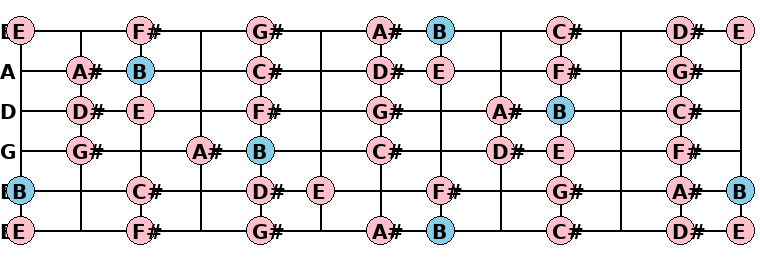 E E F# G# A# B C# D# E
A A# B C# D# E F# G#
D D# E F# G# A# B C#
G G# A# B C# D# E F#
B B C# D# E F# G# A# B
E E F# G# A# B C# D# E